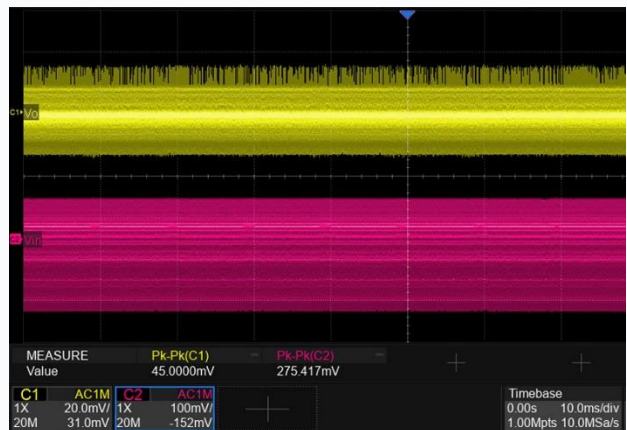 C1 Vo
C2 Vin
MEASURE Pk-Pk(C1) Pk-Pk(C2)
Value 45.0000mV 275.417mV
C1 AC1M C2 AC1M Timebase
1X 20.0mV/ 1X 100mV/ 0.00s 10.0ms/div
20M 31.0mV 20M -152mV 1.00Mpts 10.0MSa/s